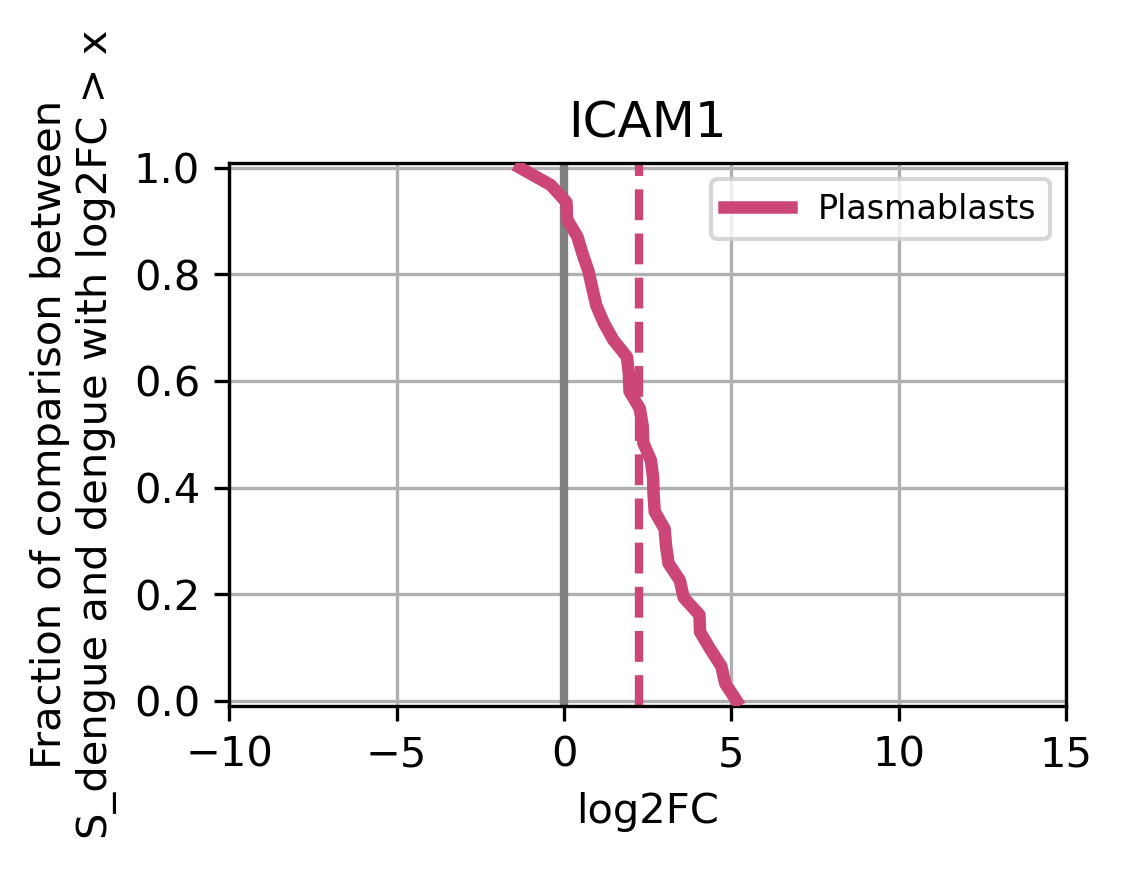 ICAM1
Fraction of comparison between
S_dengue and dengue with log2FC > x
1.0
0.8
0.6
0.4
0.2
0.0
Plasmablasts
−10
−5
0
5
10
15
log2FC